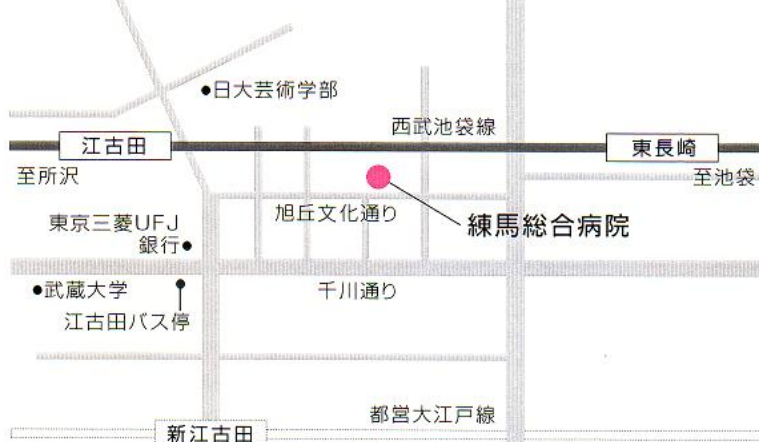 日大芸術学部
西武池袋線
江古田
東長崎
至所沢
至池袋
旭丘文化通り
練馬総合病院
東京三菱UFJ
銀行
武蔵大学
千川通り
江古田バス停
都営大江戸線
新江古田